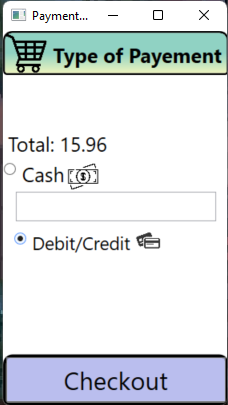 Payment...
Type of Payement
Total: 15.96
Cash
Debit/Credit
Checkout